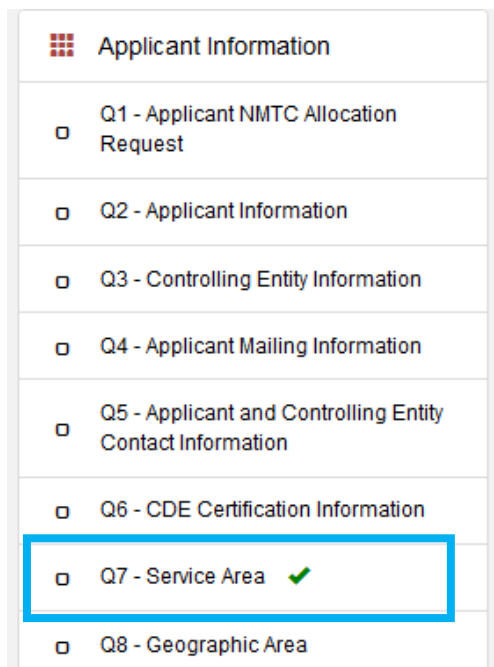 Applicant Information
Q1 - Applicant NMTC Allocation
Request
Q2 - Applicant Information
Q3 - Controlling Entity Information
Q4 - Applicant Mailing Information
Q5 - Applicant and Controlling Entity
Contact Information
Q6 - CDE Certification Information
Q7 - Service Area
Q8 - Geographic Area